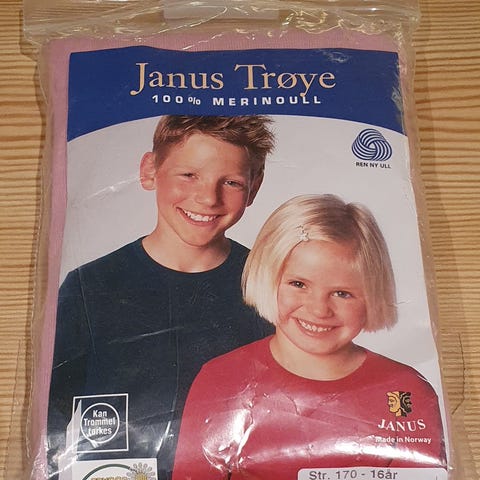 Janus Trøye
100% MERINOULL
REN NY ULL
Kan
Trommel
tørkes
JANUS
Made in Norway
Str. 170 - 16år